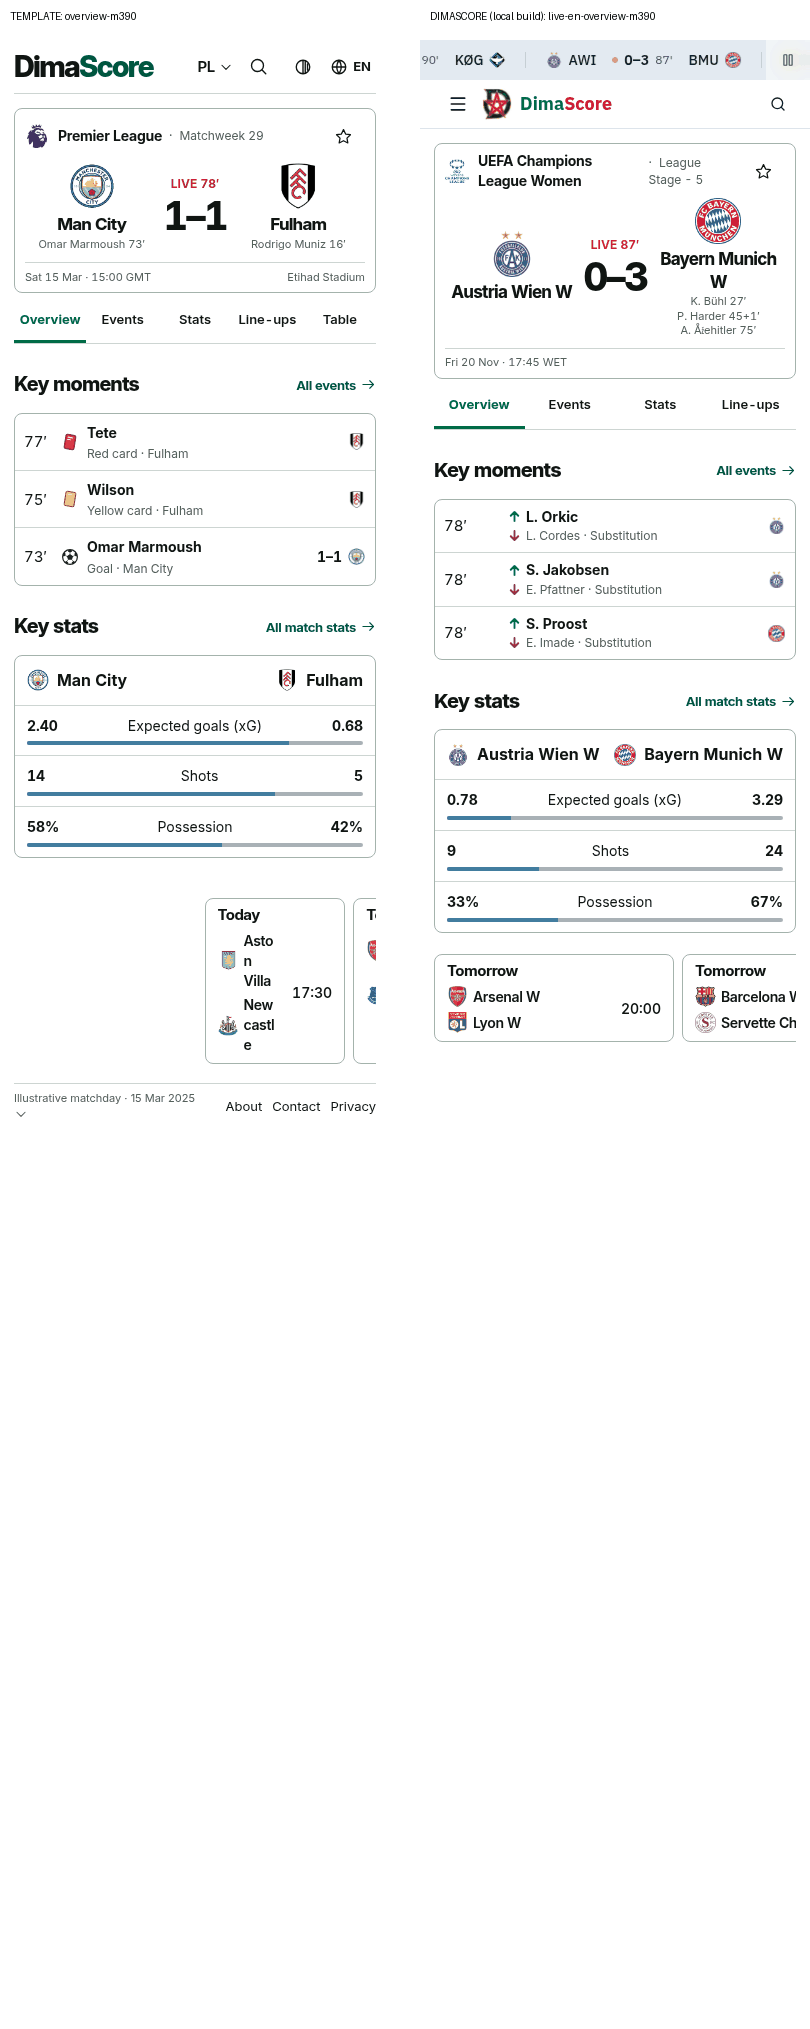 TEMPLATE: overview-m390
DimaScore
PL
EN
Premier League · Matchweek 29
Man City
Omar Marmoush 73′
LIVE 78′
1–1
Fulham
Rodrigo Muniz 16′
Sat 15 Mar · 15:00 GMT
Etihad Stadium
Overview
Events
Stats
Line-ups
Table
Key moments
All events →
77′
Tete
Red card · Fulham
75′
Wilson
Yellow card · Fulham
73′
Omar Marmoush
Goal · Man City
1–1
Key stats
All match stats →
Man City
Fulham
2.40
Expected goals (xG)
0.68
14
Shots
5
58%
Possession
42%
Today
Asto
n
Villa
New
castl
e
17:30
Illustrative matchday · 15 Mar 2025
About
Contact
Privacy
DIMASCORE (local build): live-en-overview-m390
90'
KØG
AWI
0–3
87'
BMU
DimaScore
UEFA Champions
League Women
· League
Stage - 5
Austria Wien W
LIVE 87′
0–3
Bayern Munich
W
K. Bühl 27′
P. Harder 45+1′
A. Å¡ehitler 75′
Fri 20 Nov · 17:45 WET
Overview
Events
Stats
Line-ups
Key moments
All events →
78′
L. Orkic
L. Cordes · Substitution
78′
S. Jakobsen
E. Pfattner · Substitution
78′
S. Proost
E. Imade · Substitution
Key stats
All match stats →
Austria Wien W
Bayern Munich W
0.78
Expected goals (xG)
3.29
9
Shots
24
33%
Possession
67%
Tomorrow
Arsenal W
Lyon W
20:00
Tomorrow
Barcelona W
Servette Ch